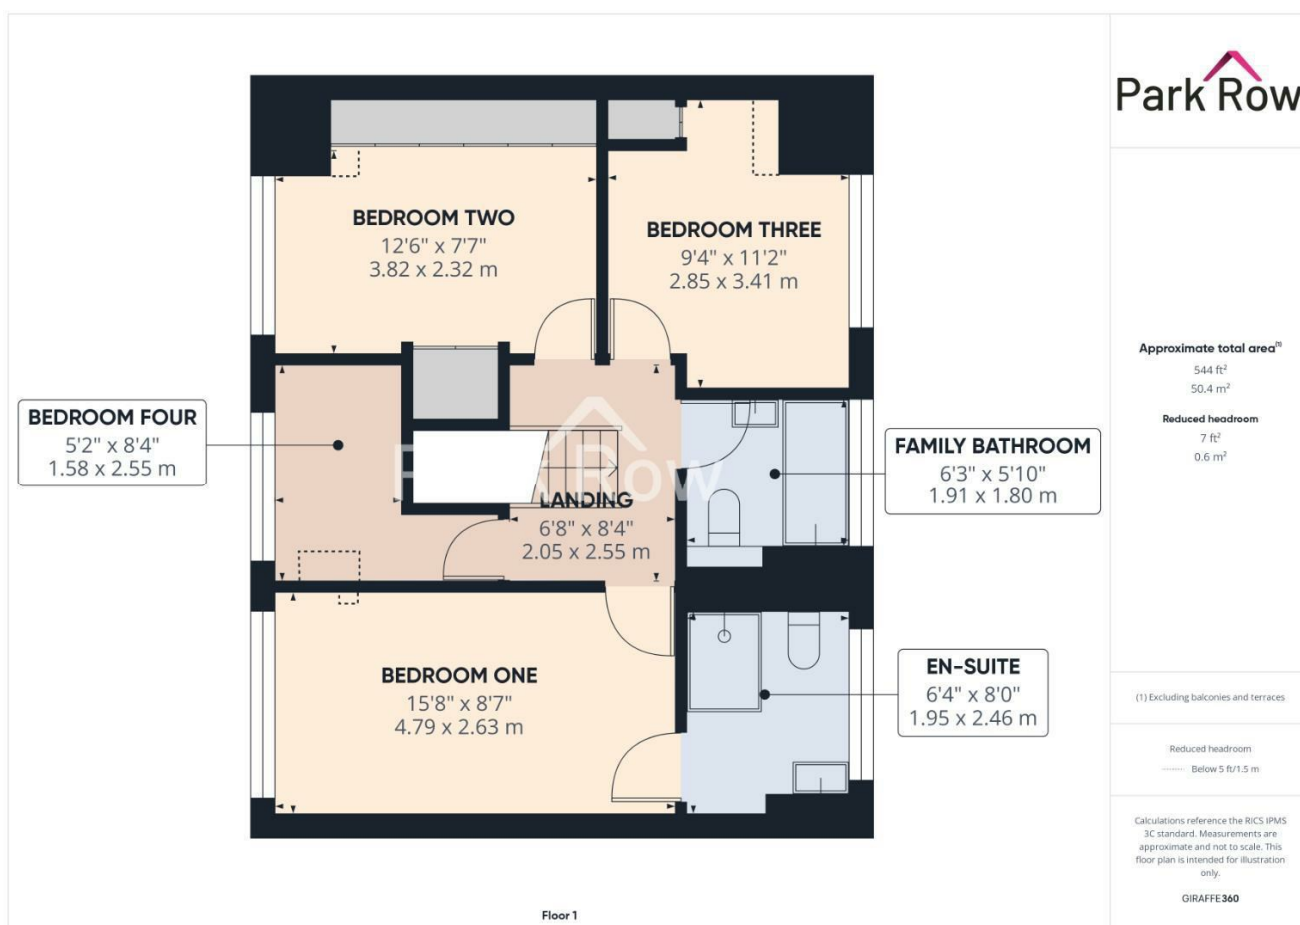 BEDROOM TWO
12'6" x 7'7"
3.82 x 2.32 m
BEDROOM THREE
9'4" x 11'2"
2.85 x 3.41 m
BEDROOM FOUR
5'2" x 8'4"
1.58 x 2.55 m
Park Row
LANDING
6'8" x 8'4"
2.05 x 2.55 m
FAMILY BATHROOM
6'3" x 5'10"
1.91 x 1.80 m
BEDROOM ONE
15'8" x 8'7"
4.79 x 2.63 m
EN-SUITE
6'4" x 8'0"
1.95 x 2.46 m
Floor 1
Park Row
Approximate total area(1)
544 ft²
50.4 m²
Reduced headroom
7 ft²
0.6 m²
(1) Excluding balconies and terraces
Reduced headroom
Below 5 ft/1.5 m
Calculations reference the RICS IPMS
3C standard. Measurements are
approximate and not to scale. This
floor plan is intended for illustration
only.
GIRAFFE360